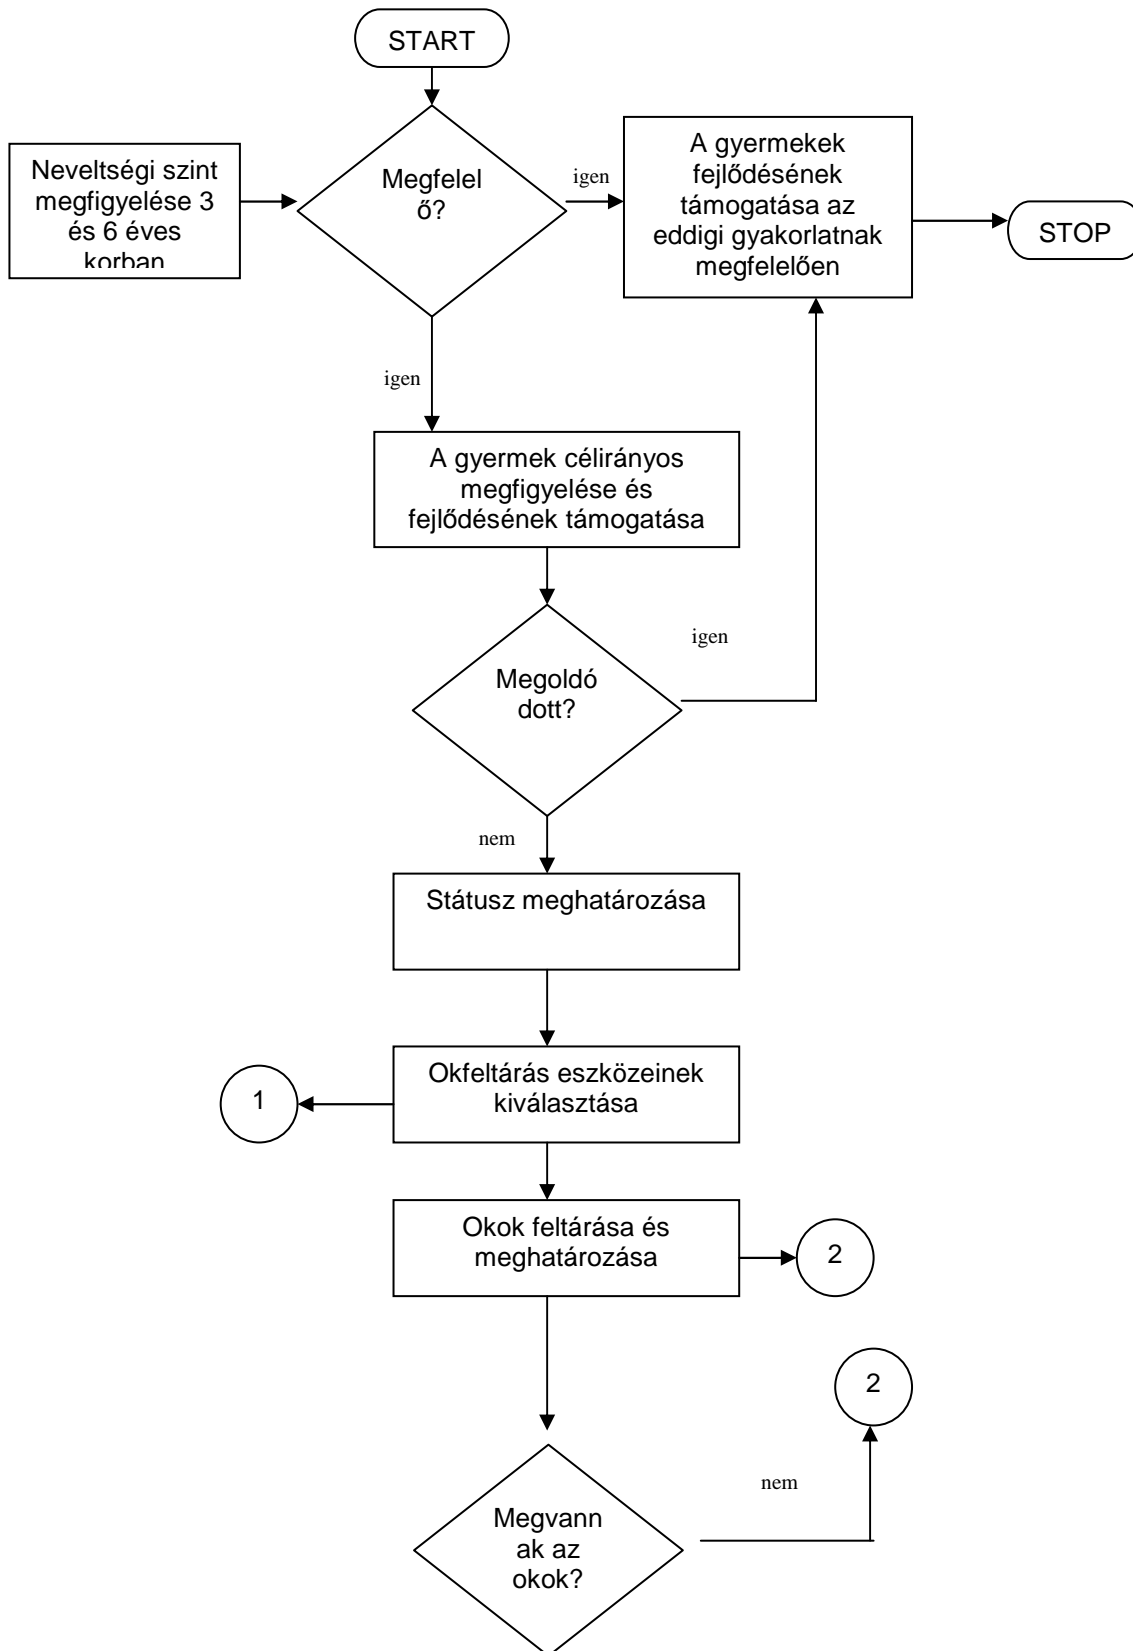 START
Neveltségi szint
megfigyelése 3
és 6 éves
korban
Megfelel
ő?
igen
A gyermekek
fejlődésének
támogatása az
eddigi gyakorlatnak
megfelelően
STOP
igen
A gyermek célirányos
megfigyelése és
fejlődésének támogatása
Megoldó
dott?
igen
nem
Státusz meghatározása
Okfeltárás eszközeinek
kiválasztása
1
Okok feltárása és
meghatározása
2
2
Megvann
ak az
okok?
nem